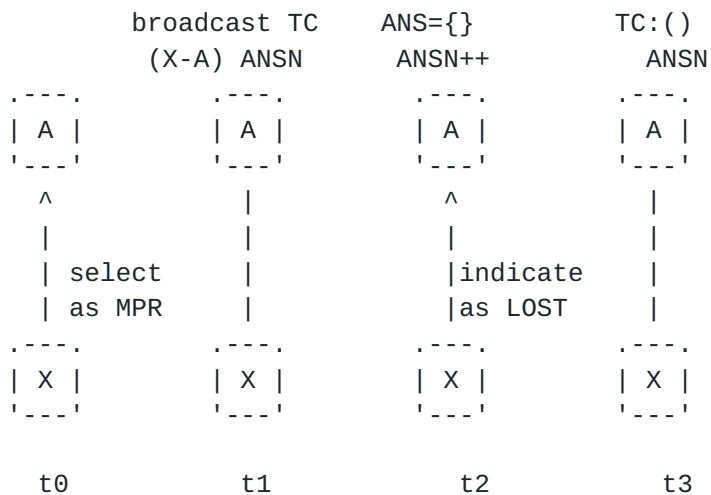 broadcast TC ANS={} TC:()
(X-A) ANSN ANSN++ ANSN
A A A A
select indicate
as MPR as LOST
X X X X
t0 t1 t2 t3